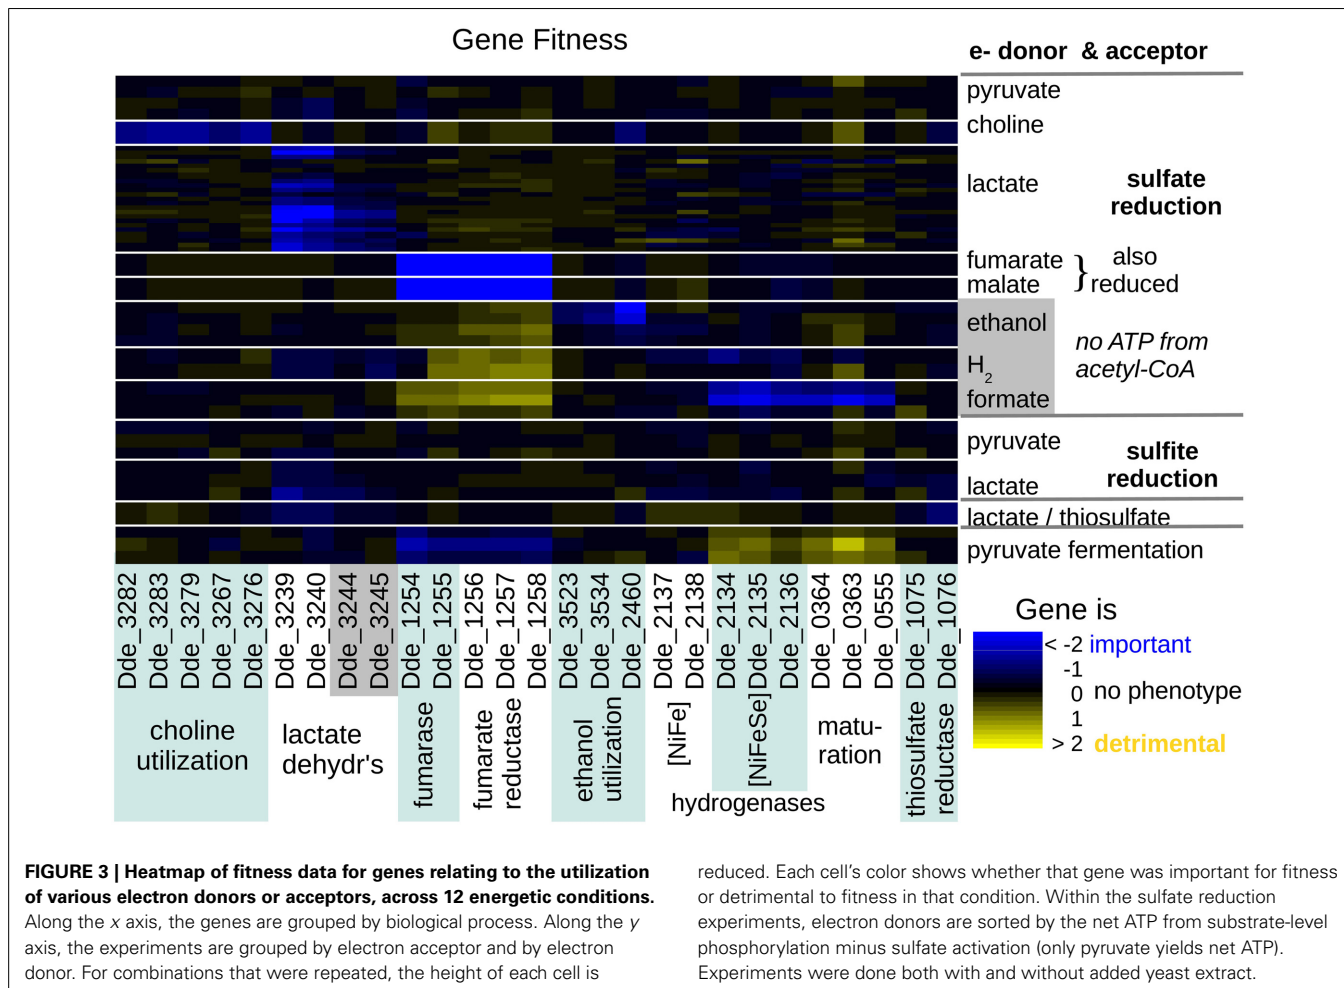 Gene Fitness
e- donor & acceptor
pyruvate
choline
lactate
sulfate
reduction
fumarate
malate
}
also
reduced
ethanol
H2
formate
no ATP from
acetyl-CoA
pyruvate
lactate
sulfite
reduction
lactate / thiosulfate
pyruvate fermentation
Dde_3282
Dde_3283
Dde_3279
Dde_3267
Dde_3276
Dde_3239
Dde_3240
Dde_3244
Dde_3245
Dde_1254
Dde_1255
Dde_1256
Dde_1257
Dde_1258
Dde_3523
Dde_3534
Dde_2460
Dde_2137
Dde_2138
Dde_2134
Dde_2135
Dde_2136
Dde_0364
Dde_0363
Dde_0555
Dde_1075
Dde_1076
choline
utilization
lactate
dehydr's
fumarase
fumarate
reductase
ethanol
utilization
[NiFe]
[NiFeSe]
hydrogenases
matu-
ration
thiosulfate
reductase
Gene is
< -2 important
-1
0 no phenotype
1
> 2 detrimental
FIGURE 3 | Heatmap of fitness data for genes relating to the utilization
of various electron donors or acceptors, across 12 energetic conditions.
Along the x axis, the genes are grouped by biological process. Along the y
axis, the experiments are grouped by electron acceptor and by electron
donor. For combinations that were repeated, the height of each cell is
reduced. Each cell's color shows whether that gene was important for fitness
or detrimental to fitness in that condition. Within the sulfate reduction
experiments, electron donors are sorted by the net ATP from substrate-level
phosphorylation minus sulfate activation (only pyruvate yields net ATP).
Experiments were done both with and without added yeast extract.